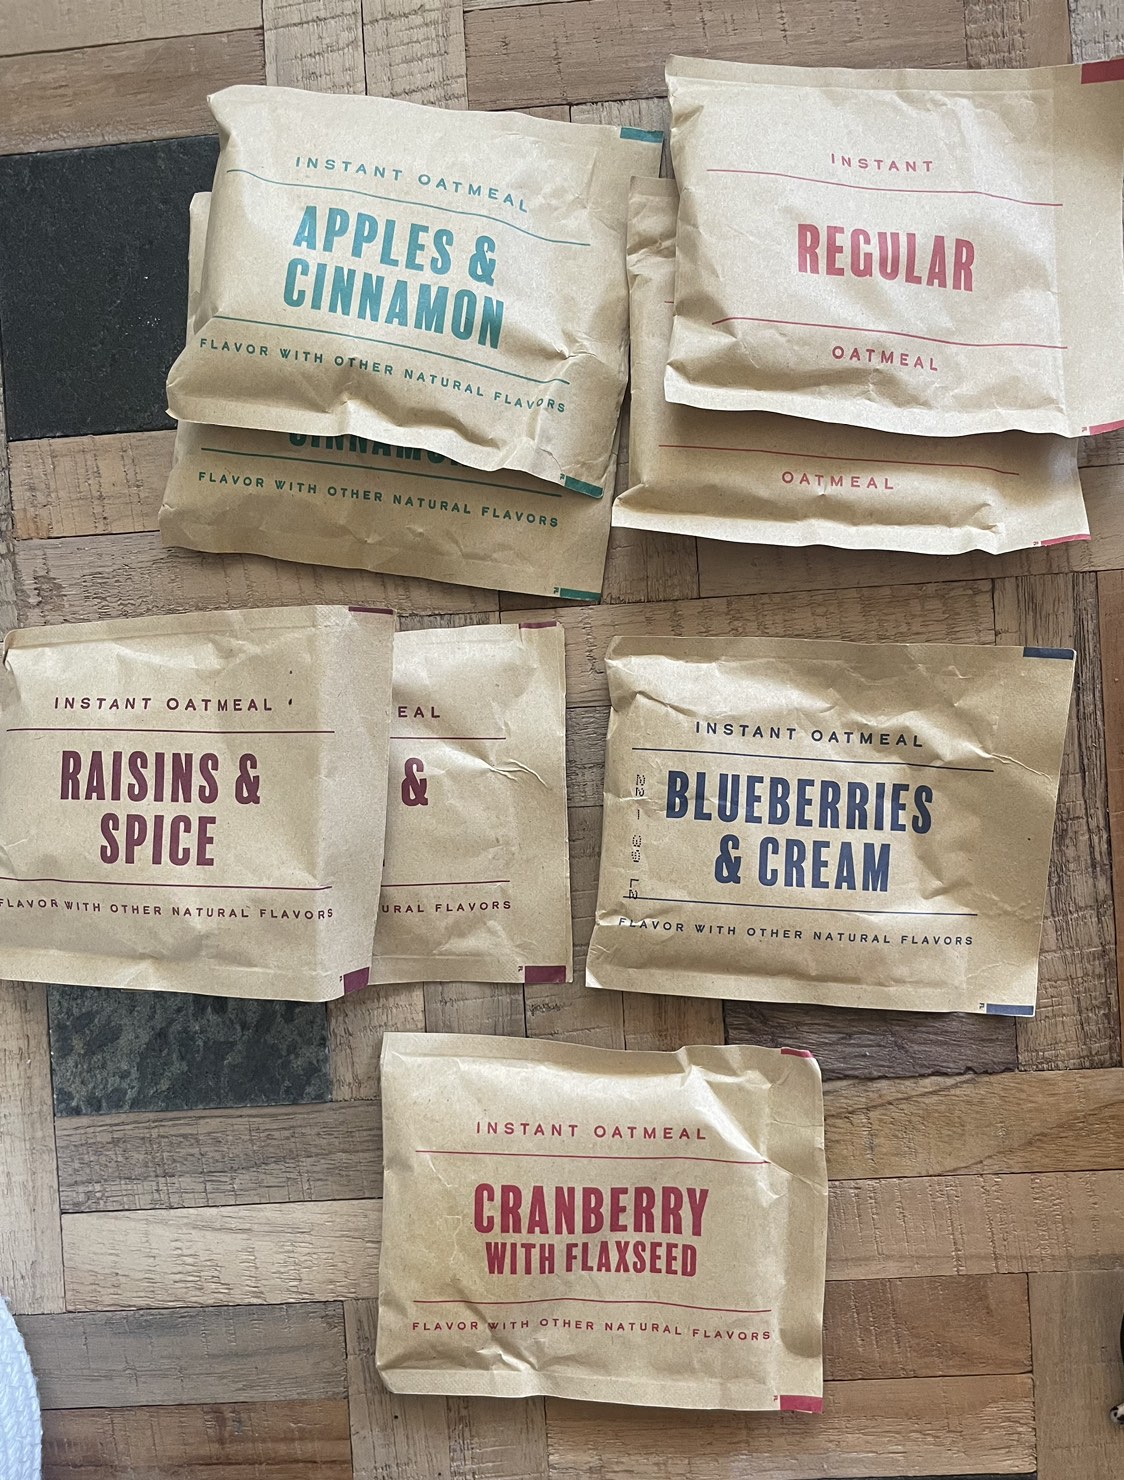 INSTANT OATMEAL
APPLES &
CINNAMON
FLAVOR WITH OTHER NATURAL FLAVORS
CINNAMON
FLAVOR WITH OTHER NATURAL FLAVORS
INSTANT
REGULAR
OATMEAL
OATMEAL
INSTANT OATMEAL
RAISINS &
SPICE
FLAVOR WITH OTHER NATURAL FLAVORS
EAL
&
URAL FLAVORS
INSTANT OATMEAL
BLUEBERRIES
& CREAM
FLAVOR WITH OTHER NATURAL FLAVORS
INSTANT OATMEAL
CRANBERRY
WITH FLAXSEED
FLAVOR WITH OTHER NATURAL FLAVORS